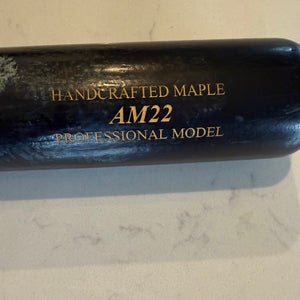 HANDCRAFTED MAPLE
AM22
PROFESSIONAL MODEL